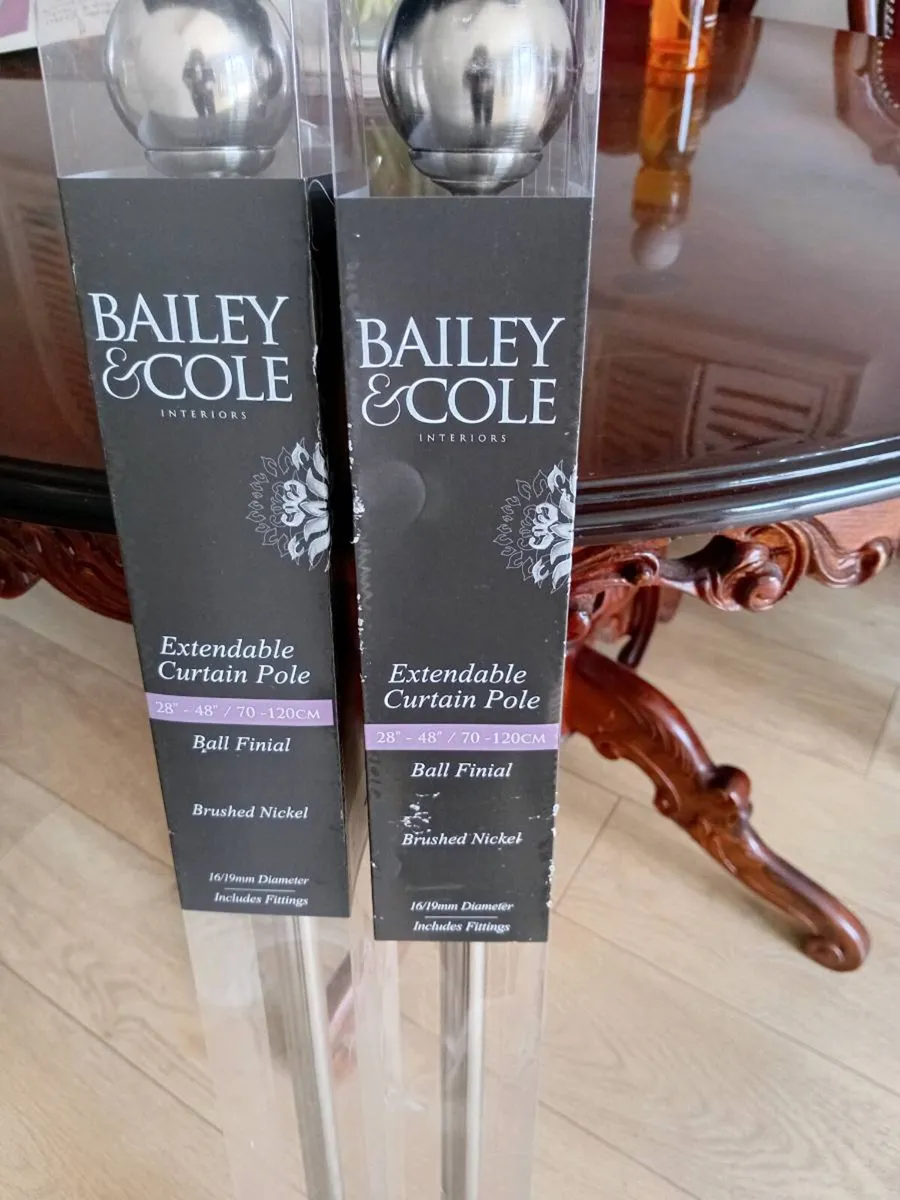 BAILEY
&COLE
INTERIORS
Extendable
Curtain Pole
28" - 48" / 70 -120CM
Ball Finial
Brushed Nickel
16/19mm Diameter
Includes Fittings
BAILEY
&COLE
INTERIORS
Extendable
Curtain Pole
28" - 48" / 70 -120CM
Ball Finial
Brushed Nickel
16/19mm Diameter
Includes Fittings